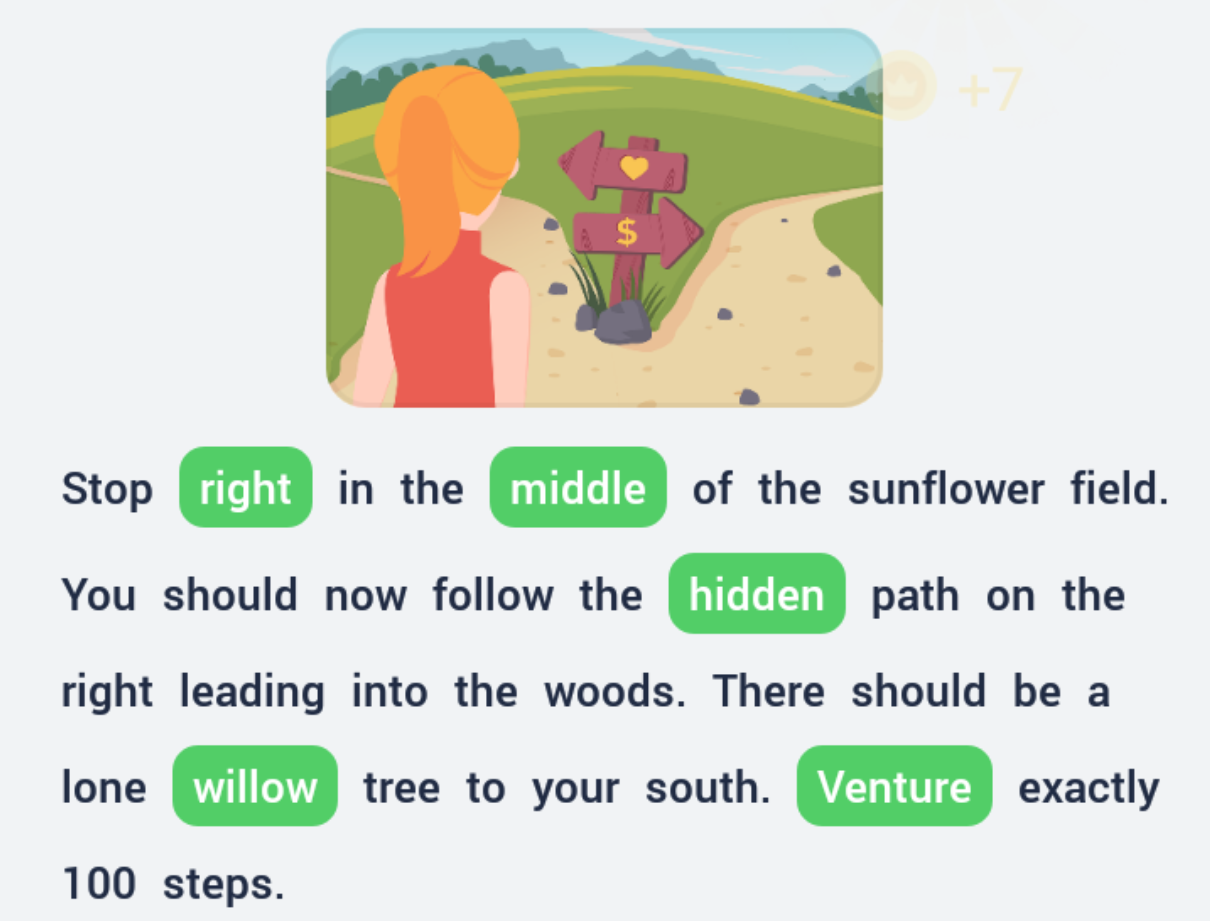 +7
$
Stop right in the middle of the sunflower field.
You should now follow the hidden path on the
right leading into the woods. There should be a
lone willow tree to your south. Venture exactly
100 steps.